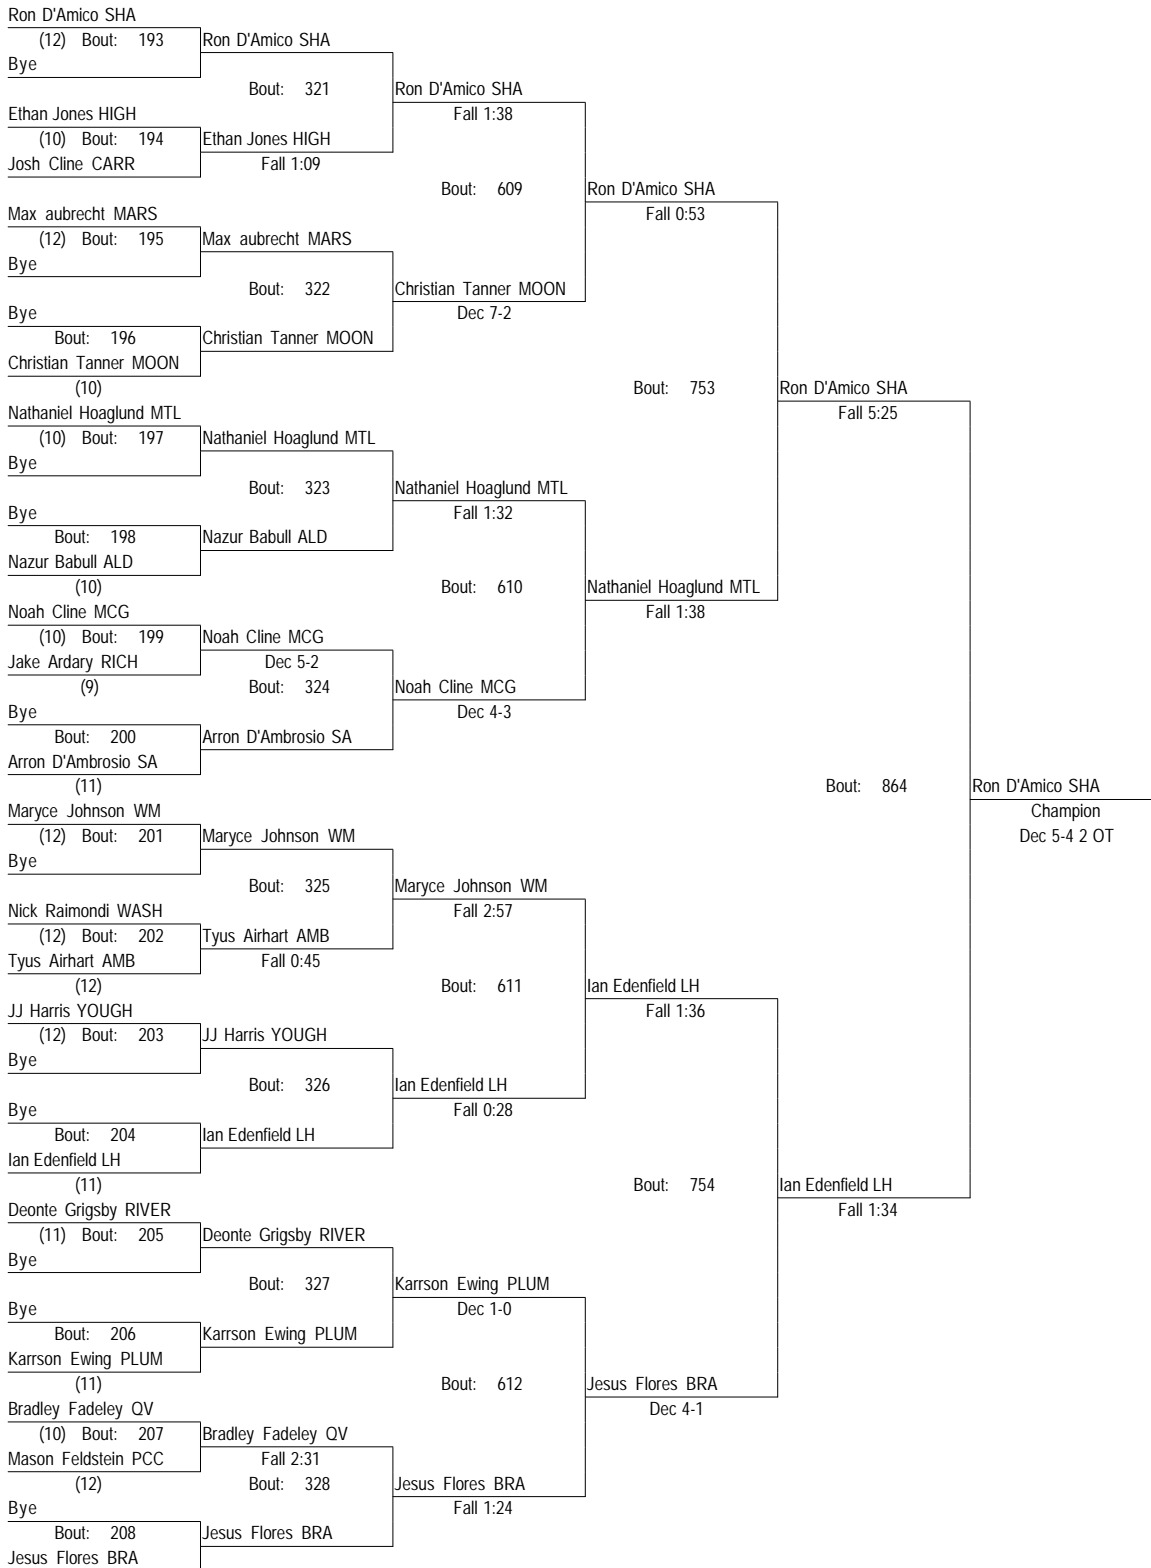 Ron D'Amico SHA
(12) Bout: 193 Ron D'Amico SHA
Bye
Bout: 321 Ron D'Amico SHA
Ethan Jones HIGH Fall 1:38
(10) Bout: 194 Ethan Jones HIGH
Josh Cline CARR Fall 1:09
Bout: 609 Ron D'Amico SHA
Max aubrecht MARS Fall 0:53
(12) Bout: 195 Max aubrecht MARS
Bye
Bout: 322 Christian Tanner MOON
Bye Dec 7-2
Bout: 196 Christian Tanner MOON
Christian Tanner MOON
(10) Bout: 753 Ron D'Amico SHA
Nathaniel Hoaglund MTL Fall 5:25
(10) Bout: 197 Nathaniel Hoaglund MTL
Bye
Bout: 323 Nathaniel Hoaglund MTL
Bye Fall 1:32
Bout: 198 Nazur Babull ALD
Nazur Babull ALD
(10) Bout: 610 Nathaniel Hoaglund MTL
Noah Cline MCG Fall 1:38
(10) Bout: 199 Noah Cline MCG
Jake Ardary RICH Dec 5-2
(9) Bout: 324 Noah Cline MCG
Bye Dec 4-3
Bout: 200 Arron D'Ambrosio SA
Arron D'Ambrosio SA
(11) Bout: 864 Ron D'Amico SHA
Maryce Johnson WM Champion
(12) Bout: 201 Maryce Johnson WM Dec 5-4 2 OT
Bye
Bout: 325 Maryce Johnson WM
Nick Raimondi WASH Fall 2:57
(12) Bout: 202 Tyus Airhart AMB
Tyus Airhart AMB Fall 0:45
(12) Bout: 611 Ian Edenfield LH
JJ Harris YOUGH Fall 1:36
(12) Bout: 203 JJ Harris YOUGH
Bye
Bout: 326 Ian Edenfield LH
Bye Fall 0:28
Bout: 204 Ian Edenfield LH
Ian Edenfield LH
(11) Bout: 754 Ian Edenfield LH
Deonte Grigsby RIVER Fall 1:34
(11) Bout: 205 Deonte Grigsby RIVER
Bye
Bout: 327 Karrson Ewing PLUM
Bye Dec 1-0
Bout: 206 Karrson Ewing PLUM
Karrson Ewing PLUM
(11) Bout: 612 Jesus Flores BRA
Bradley Fadeley QV Dec 4-1
(10) Bout: 207 Bradley Fadeley QV
Mason Feldstein PCC Fall 2:31
(12) Bout: 328 Jesus Flores BRA
Bye Fall 1:24
Bout: 208 Jesus Flores BRA
Jesus Flores BRA